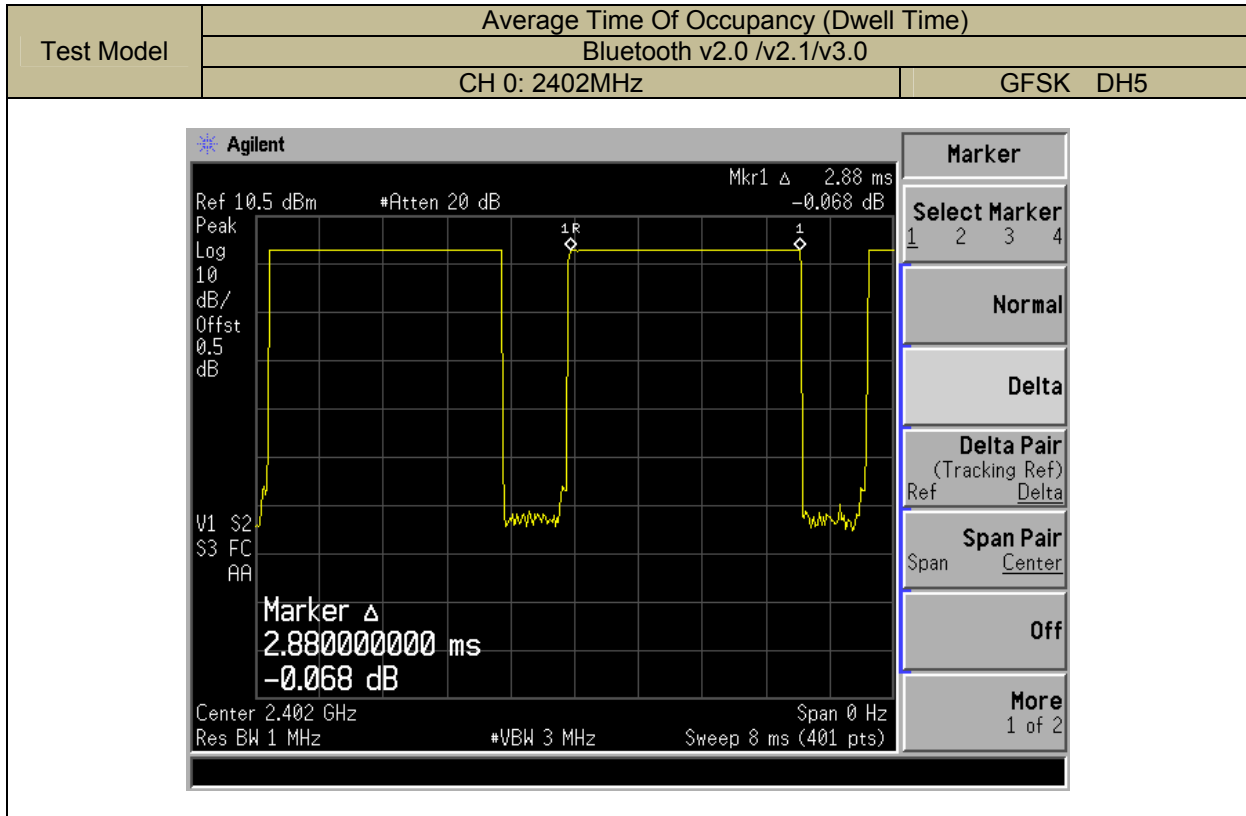 Test Model
Average Time Of Occupancy (Dwell Time)
Bluetooth v2.0 /v2.1/v3.0
CH 0: 2402MHz
GFSK DH5
Agilent
Mkr1 Δ 2.88 ms
Ref 10.5 dBm #Atten 20 dB -0.068 dB
Peak
Log
10
dB/
Offst
0.5
dB
1R
1
V1 S2
S3 FC
AA
Marker Δ
2.880000000 ms
-0.068 dB
Center 2.402 GHz Span 0 Hz
Res BW 1 MHz #VBW 3 MHz Sweep 8 ms (401 pts)
Marker
Select Marker
1 2 3 4
Normal
Delta
Delta Pair
(Tracking Ref)
Ref Delta
Span Pair
Span Center
Off
More
1 of 2